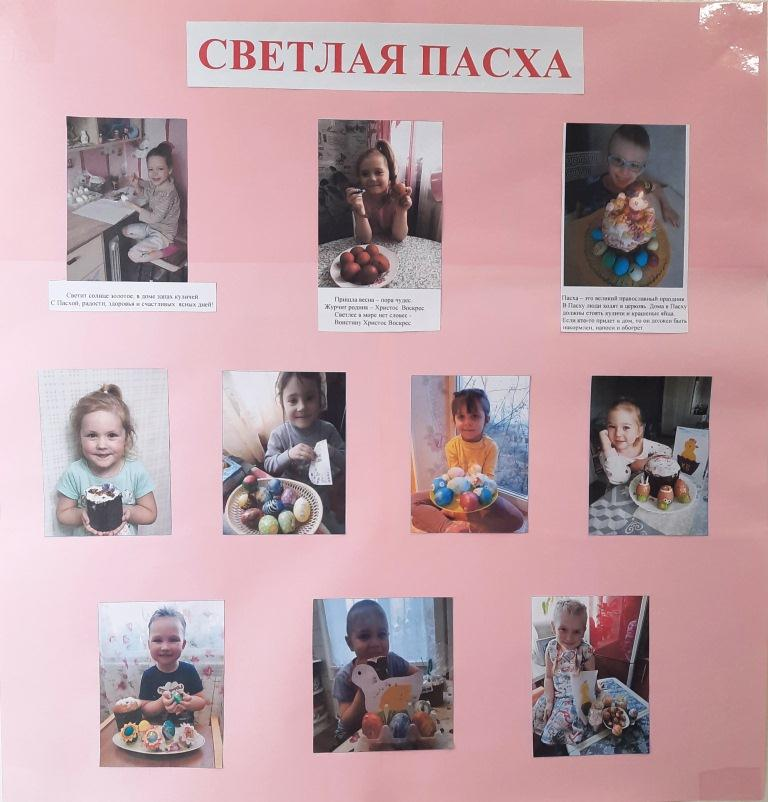 СВЕТЛАЯ ПАСХА
Светит солнце золотое, в доме запах куличей
С Пасхой, радости, здоровья и счастливых ясных дней!
Пришла весна – пора чудес.
Журчит родник – Христос Воскрес
Светлее в море нет словес -
Воистину Христос Воскрес
Пасха – это великий православный праздник
В Пасху люди ходят в церковь. Дома в Пасху
должны стоять куличи и крашеные яйца.
Если кто-то придет в дом, то он должен быть
накормлен, напоен и обогрет